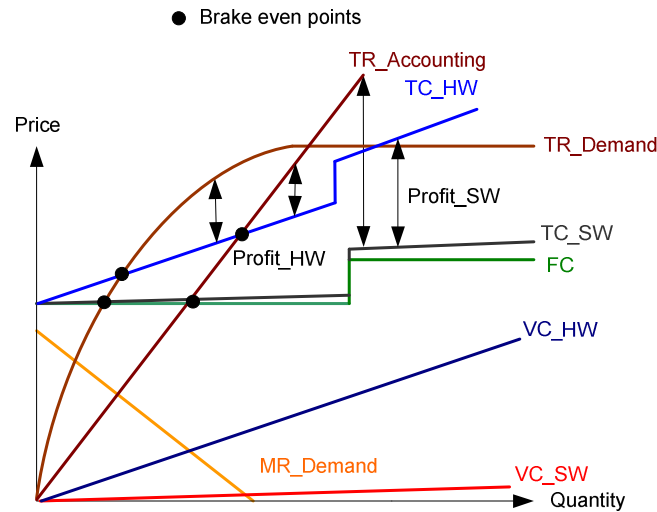 Brake even points
TR_Accounting
TC_HW
Price
TR_Demand
Profit_SW
TC_SW
Profit_HW
FC
VC_HW
MR_Demand
VC_SW
Quantity